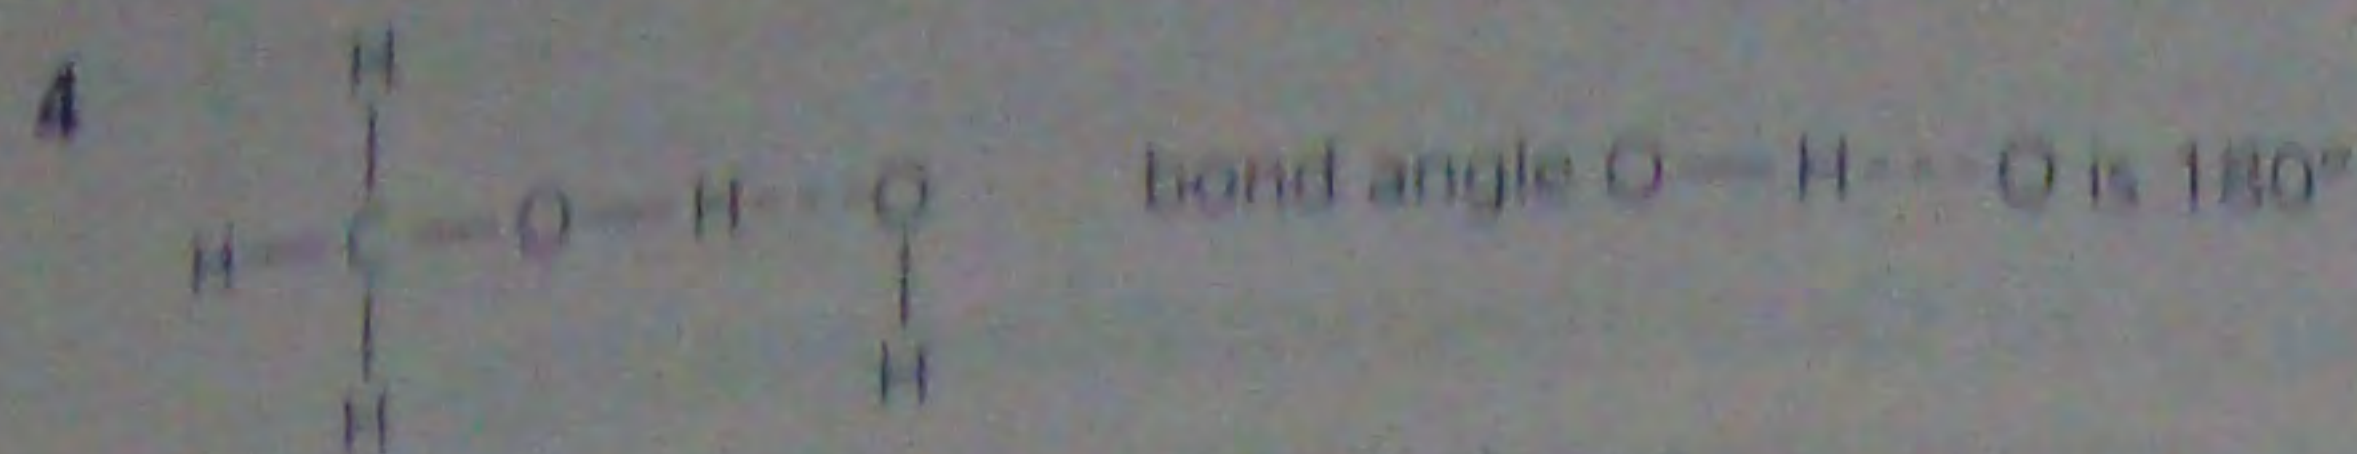 H
4
H — C — O — H --- O bond angle O — H --- O is 180°
H
H